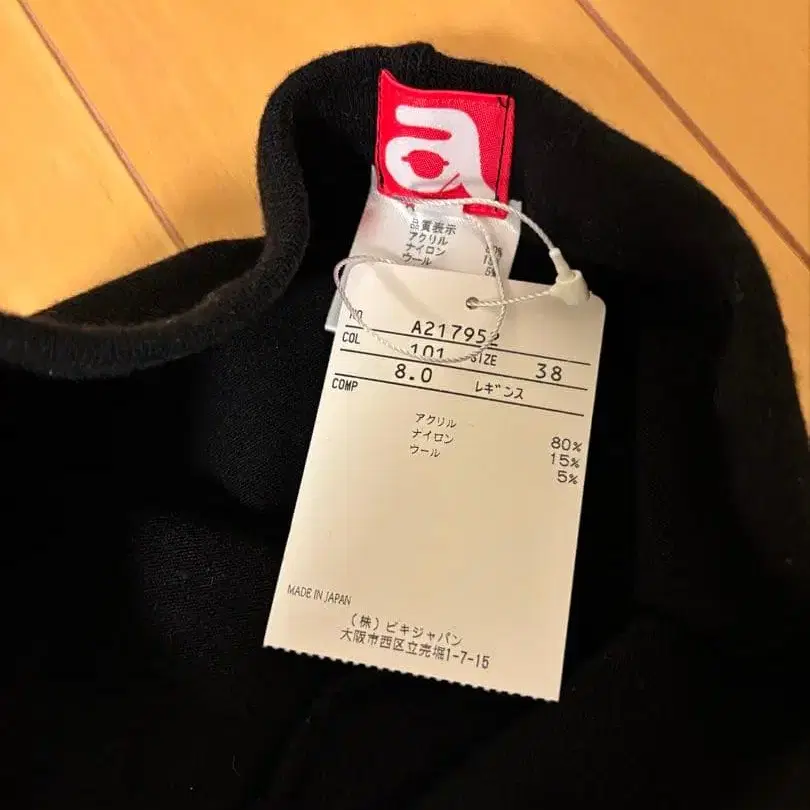 品質表示
アクリル
ナイロン
ウール
NO A217952
COL 101 SIZE 38
8.0 レギンス
COMP
アクリル 80%
ナイロン 15%
ウール 5%
MADE IN JAPAN
(株)ビキジャパン
大阪市西区立売堀1-7-15